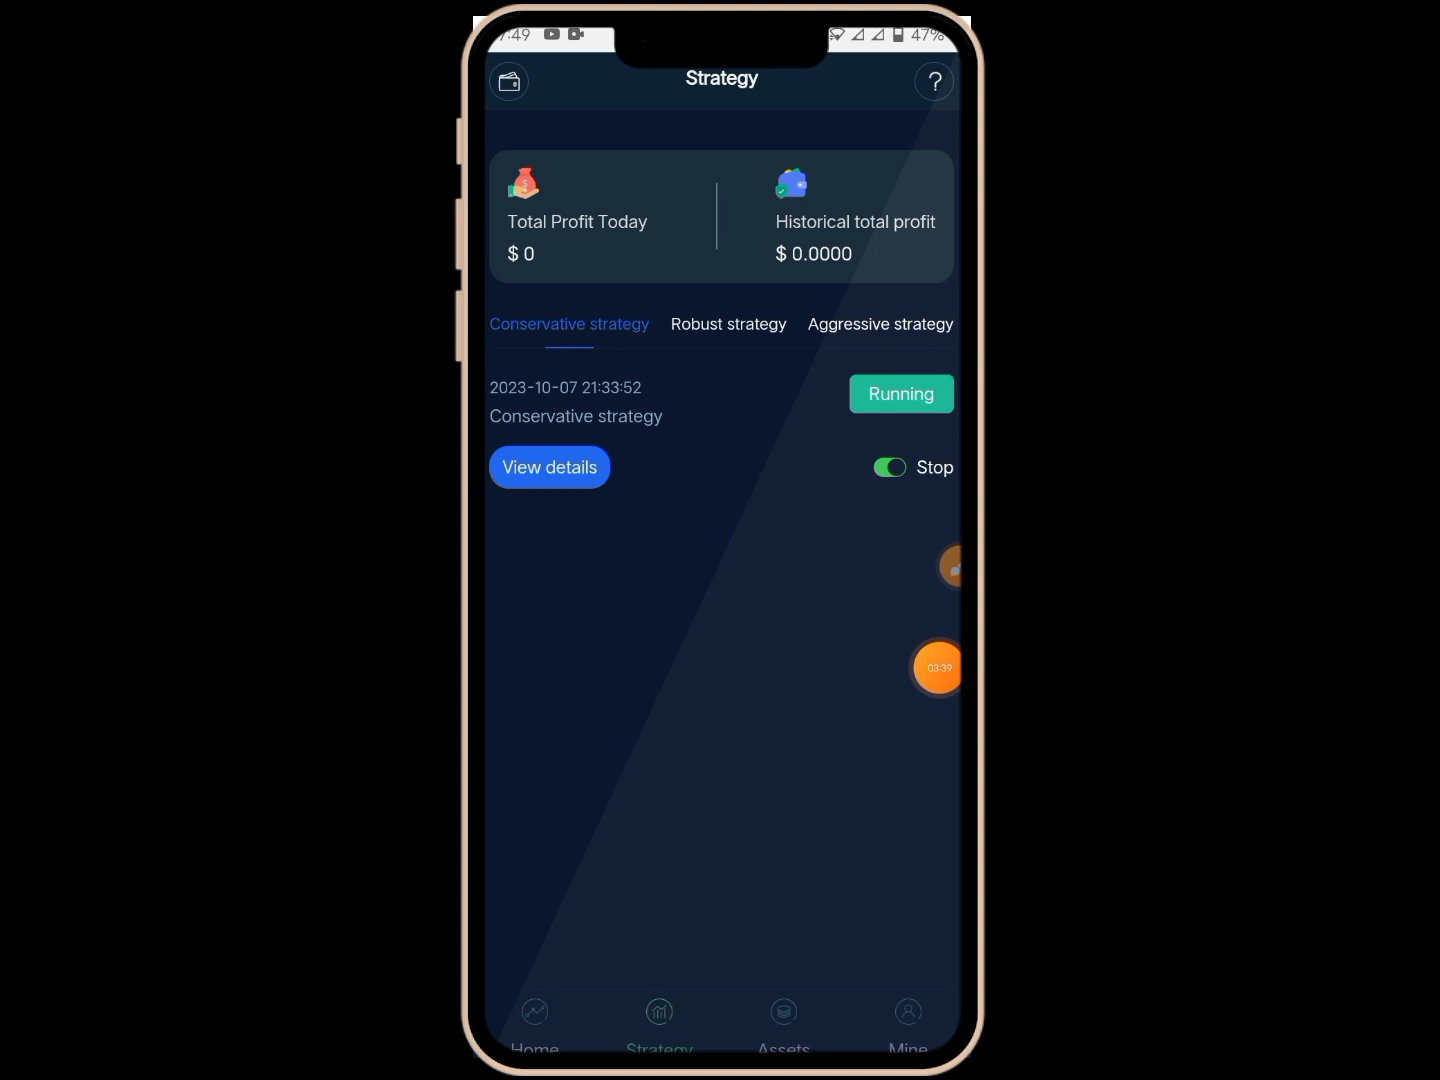 7:49 47%
Strategy
?
Total Profit Today
Historical total profit
$ 0
$ 0.0000
Conservative strategy Robust strategy Aggressive strategy
2023-10-07 21:33:52
Running
Conservative strategy
View details
Stop
03:39
Home Strategy Assets Mine